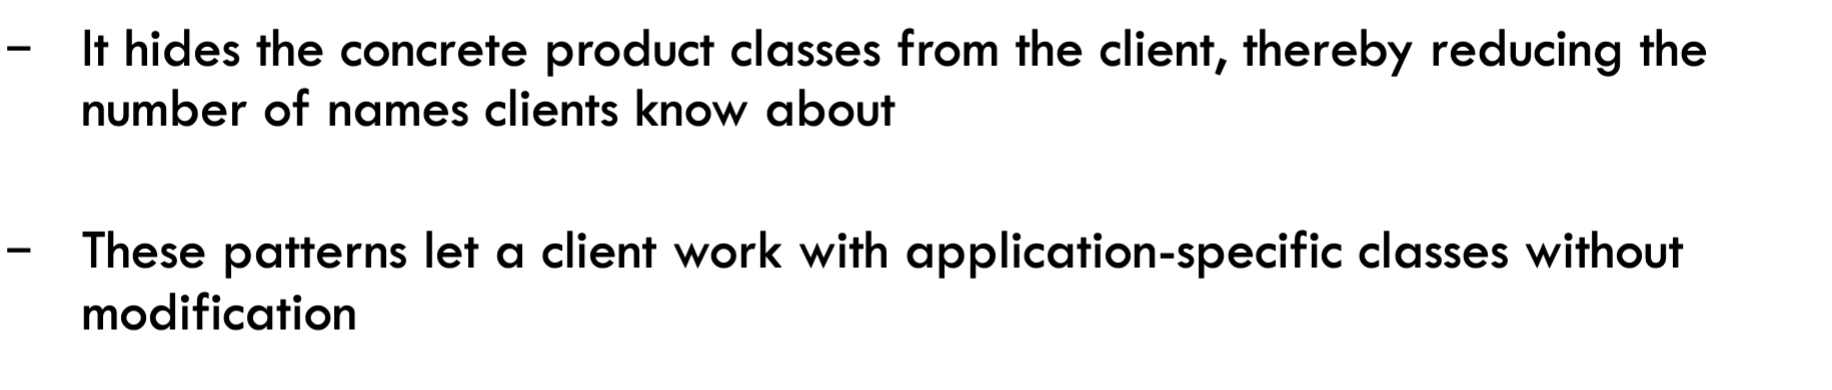 – It hides the concrete product classes from the client, thereby reducing the
number of names clients know about
– These patterns let a client work with application-specific classes without
modification